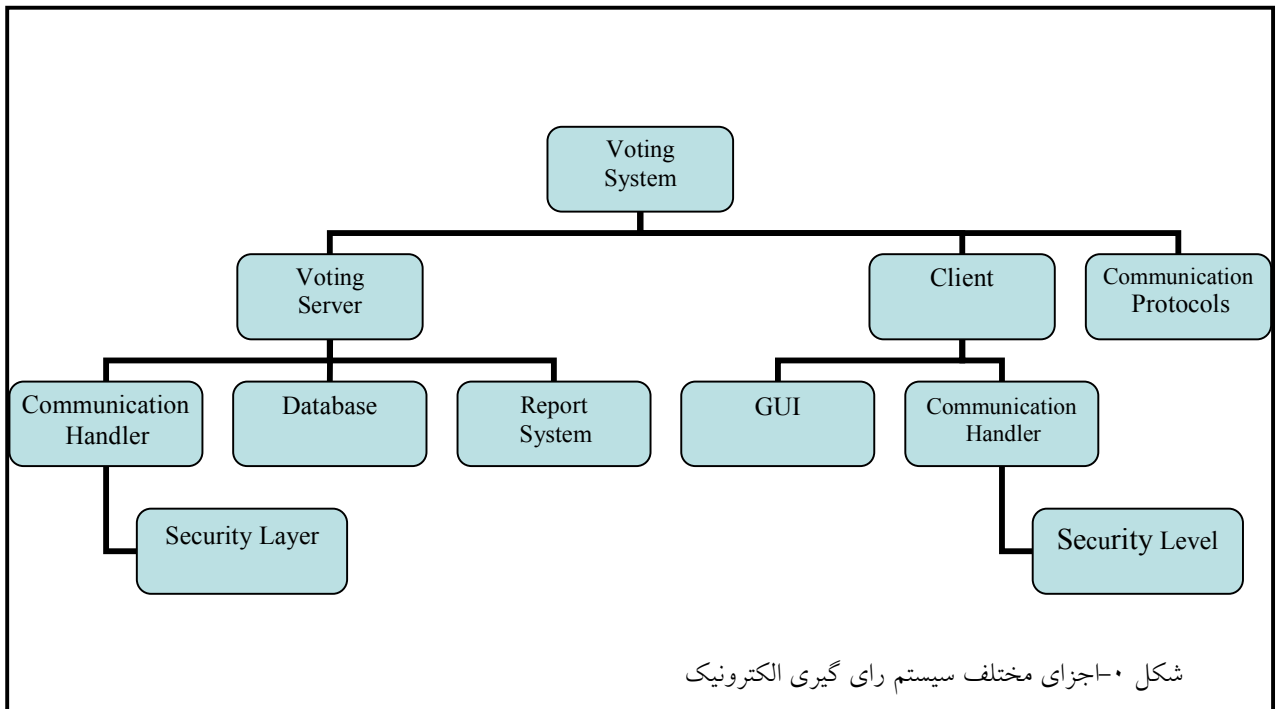 Voting
System
Voting
Server
Client
Communication
Protocols
Communication
Handler
Database
Report
System
GUI
Communication
Handler
Security Layer
Security Level
شکل ۰-اجزای مختلف سیستم رای گیری الکترونیک